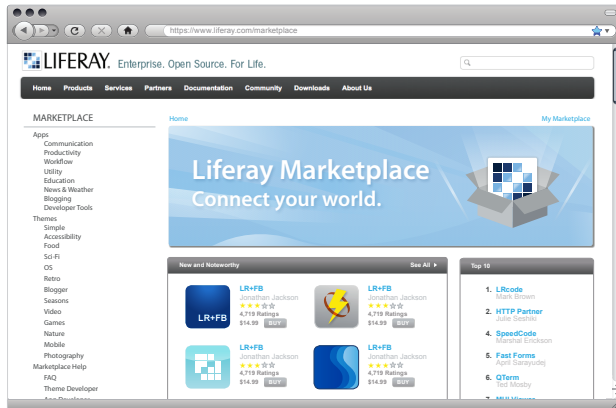 https://www.liferay.com/marketplace
LIFERAY. Enterprise. Open Source. For Life.
Home Products Services Partners Documentation Community Downloads About Us
MARKETPLACE
Apps
Communication
Productivity
Workflow
Utility
Education
News & Weather
Blogging
Developer Tools
Themes
Simple
Accessibility
Food
Sci-Fi
OS
Retro
Blogger
Seasons
Video
Games
Nature
Mobile
Photography
Marketplace Help
FAQ
Theme Developer
App Developer
Home My Marketplace
Liferay Marketplace
Connect your world.
New and Noteworthy See All
LR+FB
LR+FB
Jonathan Jackson
4,719 Ratings
$14.99 BUY
LR+FB
Jonathan Jackson
4,719 Ratings
$14.99 BUY
LR+FB
Jonathan Jackson
4,719 Ratings
$14.99 BUY
LR+FB
Jonathan Jackson
4,719 Ratings
$14.99 BUY
Top 10
1. LRcode
Mark Brown
2. HTTP Partner
Julie Seshiki
4. SpeedCode
Marshal Erickson
5. Fast Forms
April Sarayudej
6. QTerm
Ted Mosby